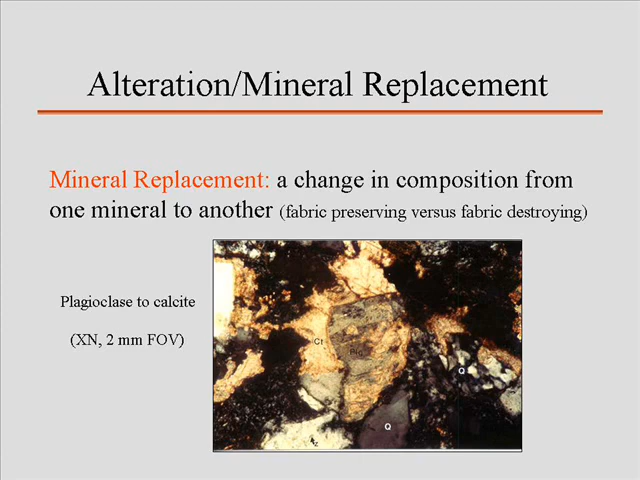 Alteration/Mineral Replacement
Mineral Replacement: a change in composition from
one mineral to another (fabric preserving versus fabric destroying)
Plagioclase to calcite
(XN, 2 mm FOV)
Ct
Plg
Q
Q